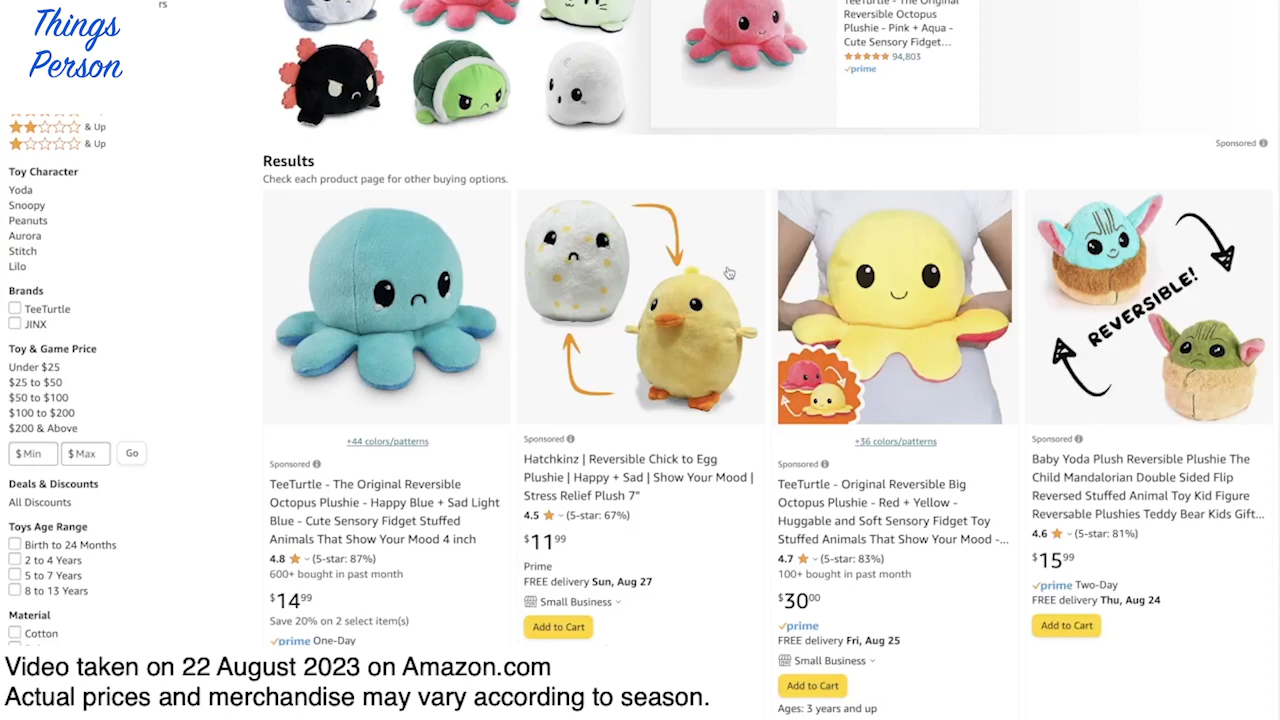 Things
Person
rs
TeeTurtle - The Original
Reversible Octopus
Plushie - Pink + Aqua -
Cute Sensory Fidget...
94,803
prime
Sponsored
& Up
& Up
Toy Character
Yoda
Snoopy
Peanuts
Aurora
Stitch
Lilo
Brands
TeeTurtle
JINX
Toy & Game Price
Under $25
$25 to $50
$50 to $100
$100 to $200
$200 & Above
$ Min
$ Max
Go
Deals & Discounts
All Discounts
Toys Age Range
Birth to 24 Months
2 to 4 Years
5 to 7 Years
8 to 13 Years
Material
Cotton
Results
Check each product page for other buying options.
+44 colors/patterns
Sponsored
TeeTurtle - The Original Reversible
Octopus Plushie - Happy Blue + Sad Light
Blue - Cute Sensory Fidget Stuffed
Animals That Show Your Mood 4 inch
4.8 (5-star: 87%)
600+ bought in past month
$14 99
Save 20% on 2 select item(s)
prime One-Day
Sponsored
Hatchkinz | Reversible Chick to Egg
Plushie | Happy + Sad | Show Your Mood |
Stress Relief Plush 7"
4.5 (5-star: 67%)
$11 99
Prime
FREE delivery Sun, Aug 27
Small Business
Add to Cart
+36 colors/patterns
Sponsored
TeeTurtle - Original Reversible Big
Octopus Plushie - Red + Yellow -
Huggable and Soft Sensory Fidget Toy
Stuffed Animals That Show Your Mood -...
4.7 (5-star: 83%)
100+ bought in past month
$30 00
prime
FREE delivery Fri, Aug 25
Small Business
Add to Cart
Ages: 3 years and up
REVERSIBLE!
Sponsored
Baby Yoda Plush Reversible Plushie The
Child Mandalorian Double Sided Flip
Reversed Stuffed Animal Toy Kid Figure
Reversable Plushies Teddy Bear Kids Gift...
4.6 (5-star: 81%)
$15 99
prime Two-Day
FREE delivery Thu, Aug 24
Add to Cart
Video taken on 22 August 2023 on Amazon.com
Actual prices and merchandise may vary according to season.